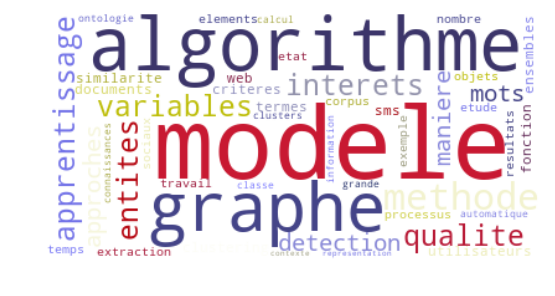 ontologie
elements
calcul
nombre
algorithme
etat
apprentissage
similarite
web
objets
ensembles
documents
criteres
interets
mots
variables
termes
corpus
sms
maniere
etude
clusters
modele
entites
approches
connaissances
sociaux
information
exemple
resultats
fonction
travail
classe
grande
methode
graphe
processus
automatique
detection
qualite
temps
extraction
contexte
representation
utilisateurs